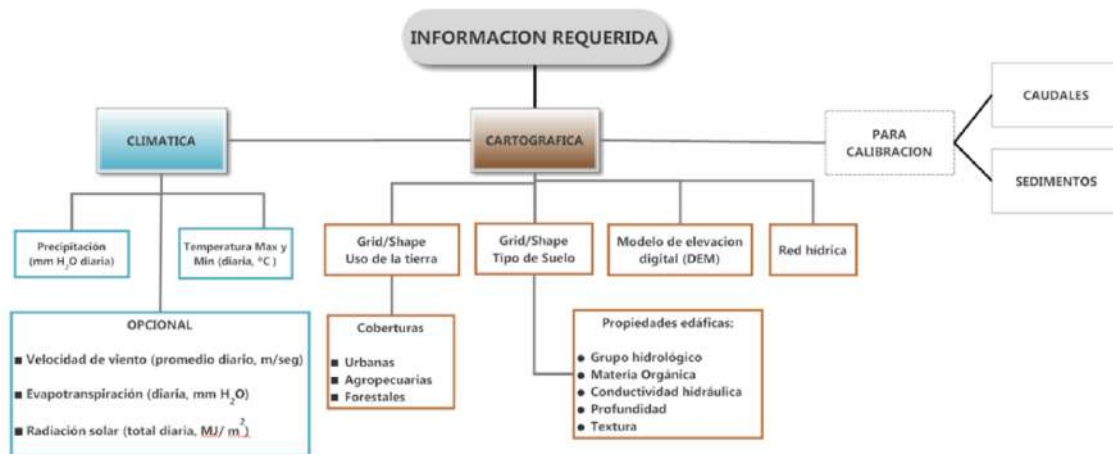 INFORMACION REQUERIDA
CLIMATICA
CARTOGRAFICA
PARA
CALIBRACION
CAUDALES
SEDIMENTOS
Precipitación
(mm H₂O diaria)
Temperatura Max y
Min (diaria, °C )
Grid/Shape
Uso de la tierra
Grid/Shape
Tipo de Suelo
Modelo de elevacion
digital (DEM)
Red hídrica
OPCIONAL
■ Velocidad de viento (promedio diario, m/seg)
■ Evapotranspiración (diaria, mm H₂O)
■ Radiación solar (total diaria, MJ/ m²)
Coberturas
■ Urbanas
■ Agropecuarias
■ Forestales
Propiedades edáficas:
● Grupo hidrológico
● Materia Orgánica
● Conductividad hidráulica
● Profundidad
● Textura